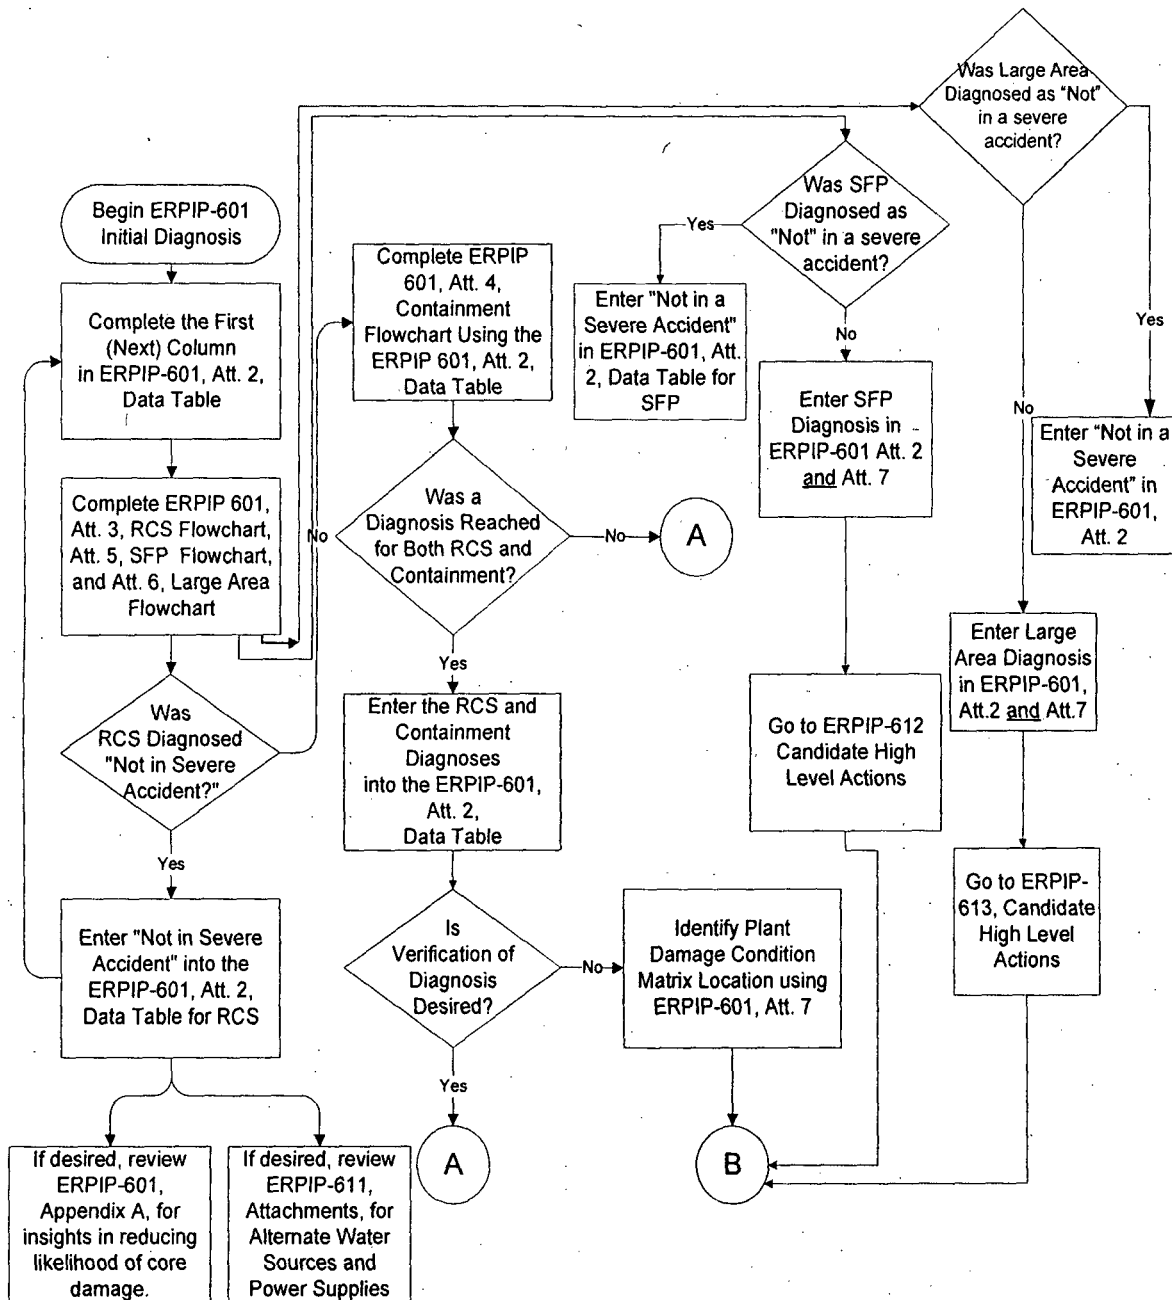 Begin ERPIP-601
Initial Diagnosis
Complete the First
(Next) Column
in ERPIP-601, Att. 2,
Data Table
Complete ERPIP 601,
Att. 3, RCS Flowchart,
Att. 5, SFP Flowchart,
and Att. 6, Large Area
Flowchart
Was
RCS Diagnosed
"Not in Severe
Accident?"
No
Yes
Enter "Not in Severe
Accident" into the
ERPIP-601, Att. 2,
Data Table for RCS
If desired, review
ERPIP-601,
Appendix A, for
insights in reducing
likelihood of core
damage.
If desired, review
ERPIP-611,
Attachments, for
Alternate Water
Sources and
Power Supplies
Complete ERPIP
601, Att. 4,
Containment
Flowchart Using the
ERPIP 601, Att. 2,
Data Table
Was a
Diagnosis Reached
for Both RCS and
Containment?
No
A
Yes
Enter the RCS and
Containment
Diagnoses
into the ERPIP-601,
Att. 2,
Data Table
Is
Verification of
Diagnosis
Desired?
No
Yes
A
Identify Plant
Damage Condition
Matrix Location using
ERPIP-601, Att. 7
B
Was SFP
Diagnosed as
"Not" in a severe
accident?
Yes
Enter "Not in a
Severe Accident"
in ERPIP-601, Att.
2, Data Table for
SFP
No
Enter SFP
Diagnosis in
ERPIP-601 Att. 2
and Att. 7
Go to ERPIP-612
Candidate High
Level Actions
Was Large Area
Diagnosed as "Not"
in a severe
accident?
Yes
Enter "Not in a
Severe
Accident" in
ERPIP-601,
Att. 2
No
Enter Large
Area Diagnosis
in ERPIP-601,
Att.2 and Att.7
Go to ERPIP-
613, Candidate
High Level
Actions